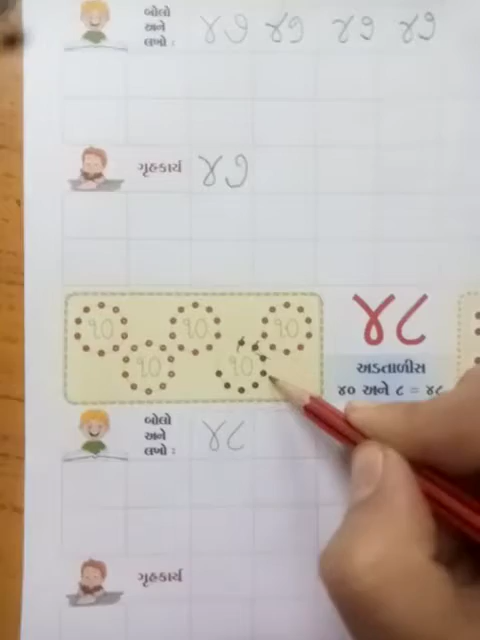 બોલો
અને
લખો : ૪૭ ૪૭ ૪૭ ૪૭
ગૃહકાર્ય ૪૭
૧૦ ૧૦ ૧૦
૧૦ ૧૦
૪૮
અડતાળીસ
૪૦ અને ૮ = ૪૮
બોલો
અને
લખો : ૪૮
ગૃહકાર્ય